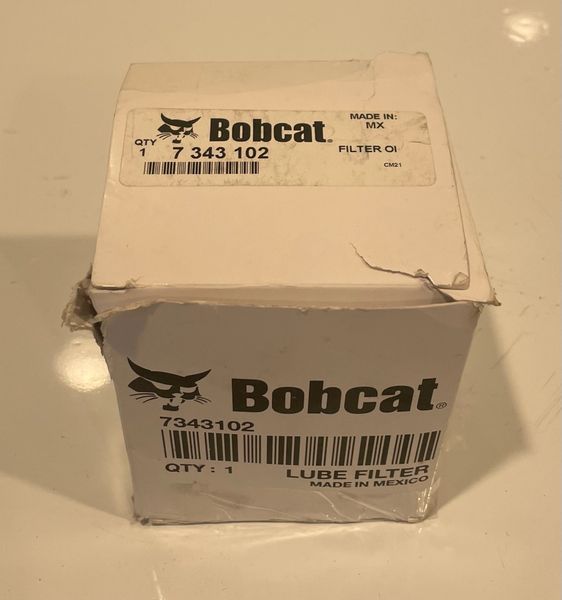 Bobcat®
MADE IN:
MX
QTY
1
7 343 102
FILTER OI
CM21
Bobcat®
7343102
QTY: 1
LUBE FILTER
MADE IN MEXICO